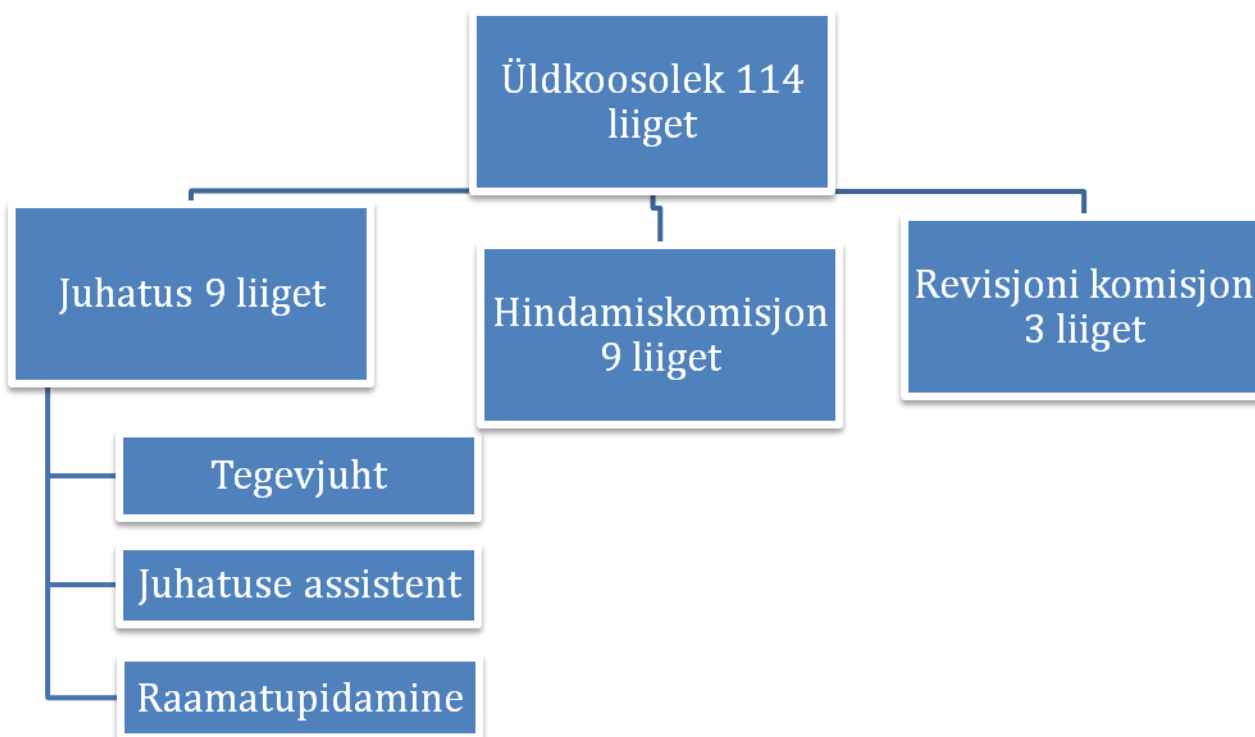 Üldkoosolek 114
liiget
Juhatus 9 liiget
Hindamiskomisjon
9 liiget
Revisjoni komisjon
3 liiget
Tegevjuht
Juhatuse assistent
Raamatupidamine